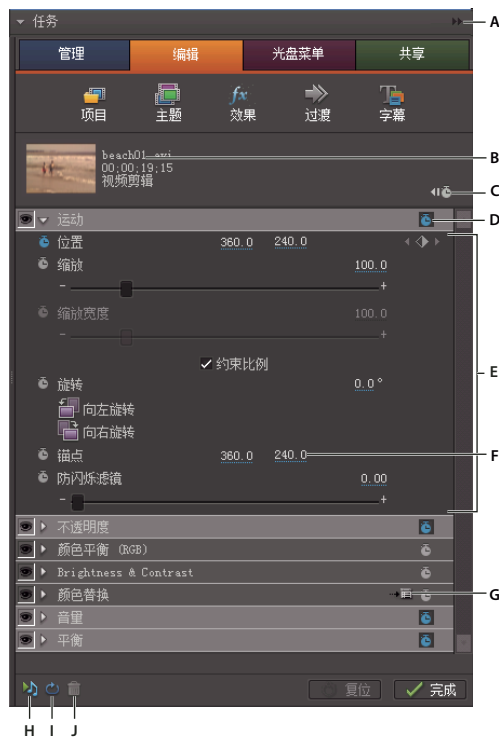 任务
A
管理 编辑 光盘菜单 共享
项目 主题 效果 过渡 字幕
beach01.avi
B
00;00;19;15
视频剪辑
C
运动
D
位置 360.0 240.0
缩放 100.0
- +
缩放宽度 100.0
- +
约束比例
E
旋转 0.0°
向左旋转
向右旋转
锚点 360.0 240.0
F
防闪烁滤镜 0.00
- +
不透明度
颜色平衡 (RGB)
Brightness & Contrast
颜色替换
G
音量
平衡
复位 完成
H I J